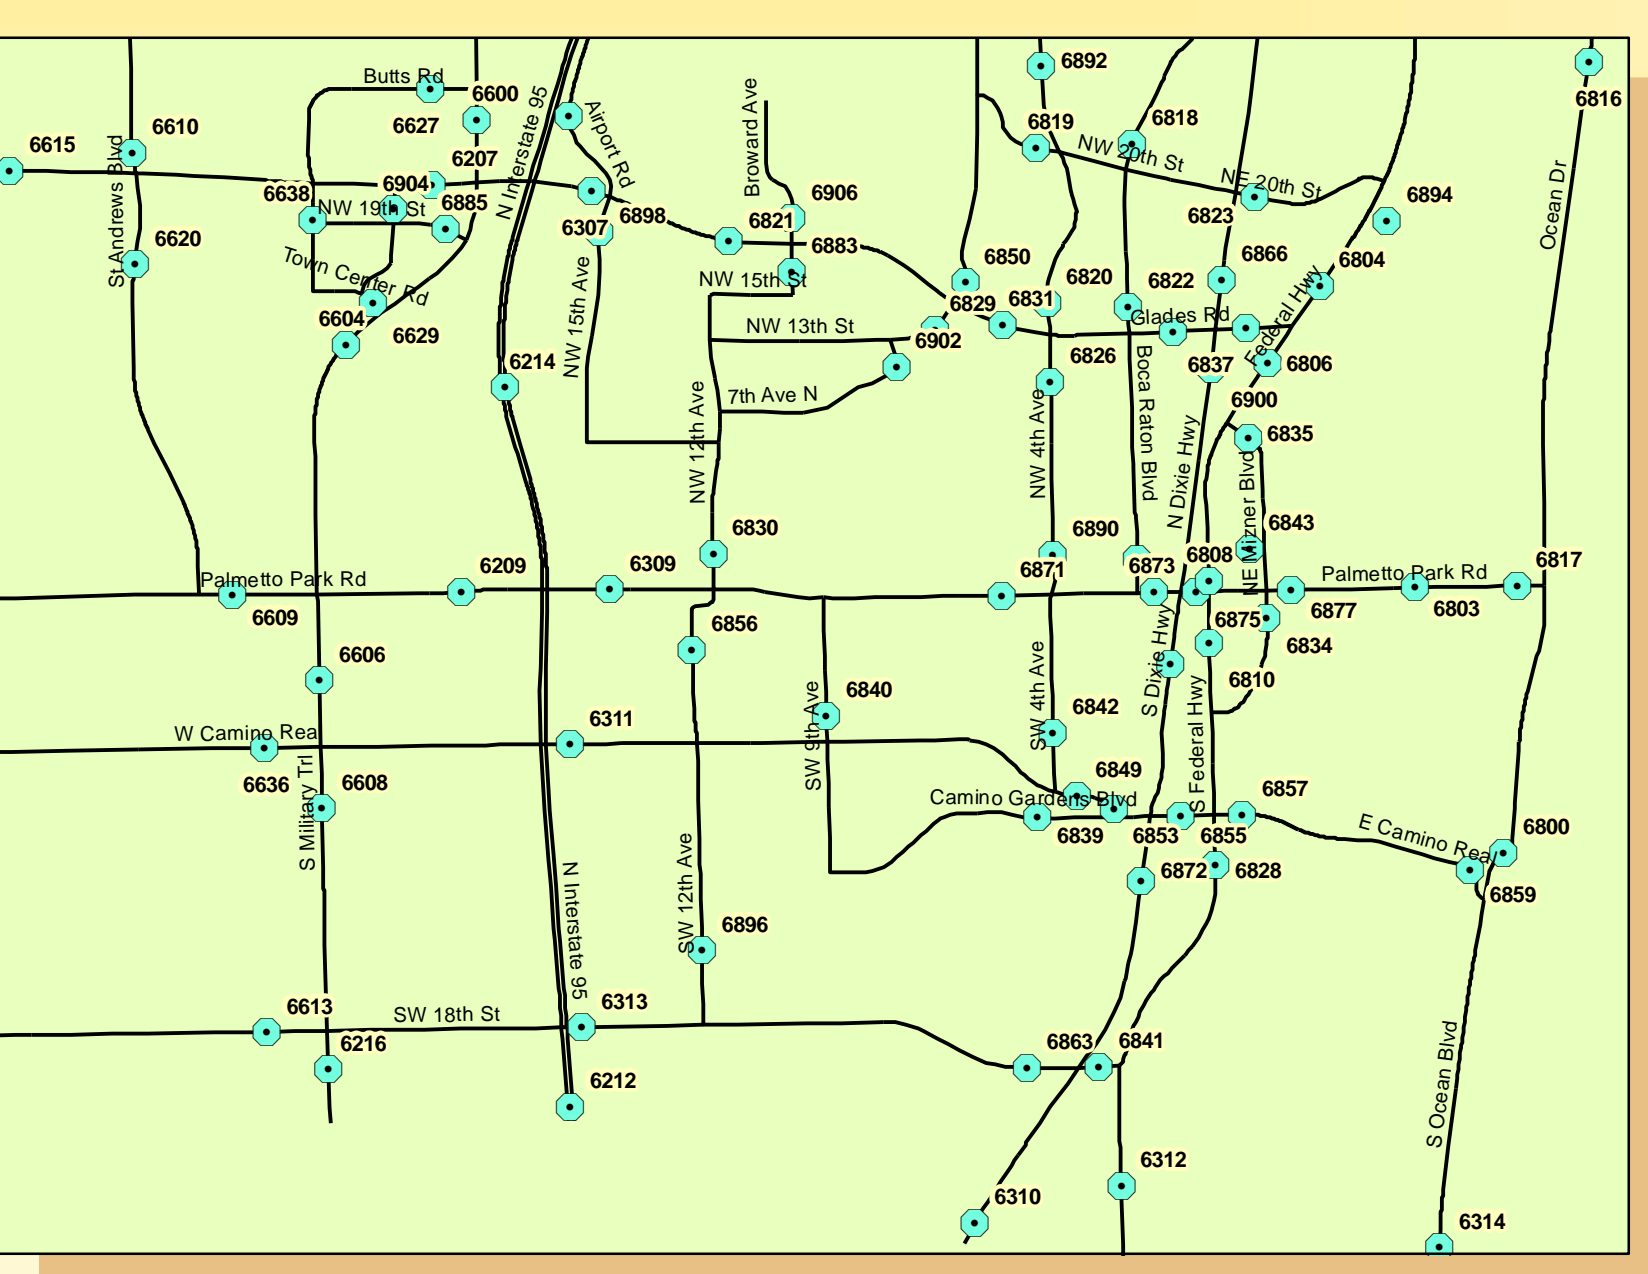 6892
Butts Rd
6600
6816
Airport Rd
Broward Ave
N Interstate 95
6610
6627
6819
6818
6615
6207
NW 20th St
St Andrews Blvd
6638
6904
NE 20th St
6906
6894
NW 19th St
6885
6898
6821
6823
Ocean Dr
6307
6620
6883
6850
6866
6804
Town Center Rd
NW 15th St
6820
6822
6829
6831
NW 15th Ave
6604
Glades Rd
Federal Hwy
NW 13th St
6629
6902
6826
6214
6837
6806
7th Ave N
6900
Boca Raton Blvd
NW 12th Ave
NW 4th Ave
N Dixie Hwy
6835
NE Mizner Blvd
6830
6890
6843
6209
6309
6871
6873
6808
6817
Palmetto Park Rd
Palmetto Park Rd
6609
6856
6875
6877
6803
6834
6606
S Dixie Hwy
6810
6840
SW 4th Ave
6842
SW 9th Ave
S Federal Hwy
6311
W Camino Real
6636
6608
S Military Trl
6849
Camino Gardens Blvd
6857
6839
6853
6855
E Camino Real
6800
6872
6828
SW 12th Ave
N Interstate 95
6859
6896
6613
SW 18th St
6313
6216
6863
6841
6212
S Ocean Blvd
6312
6310
6314